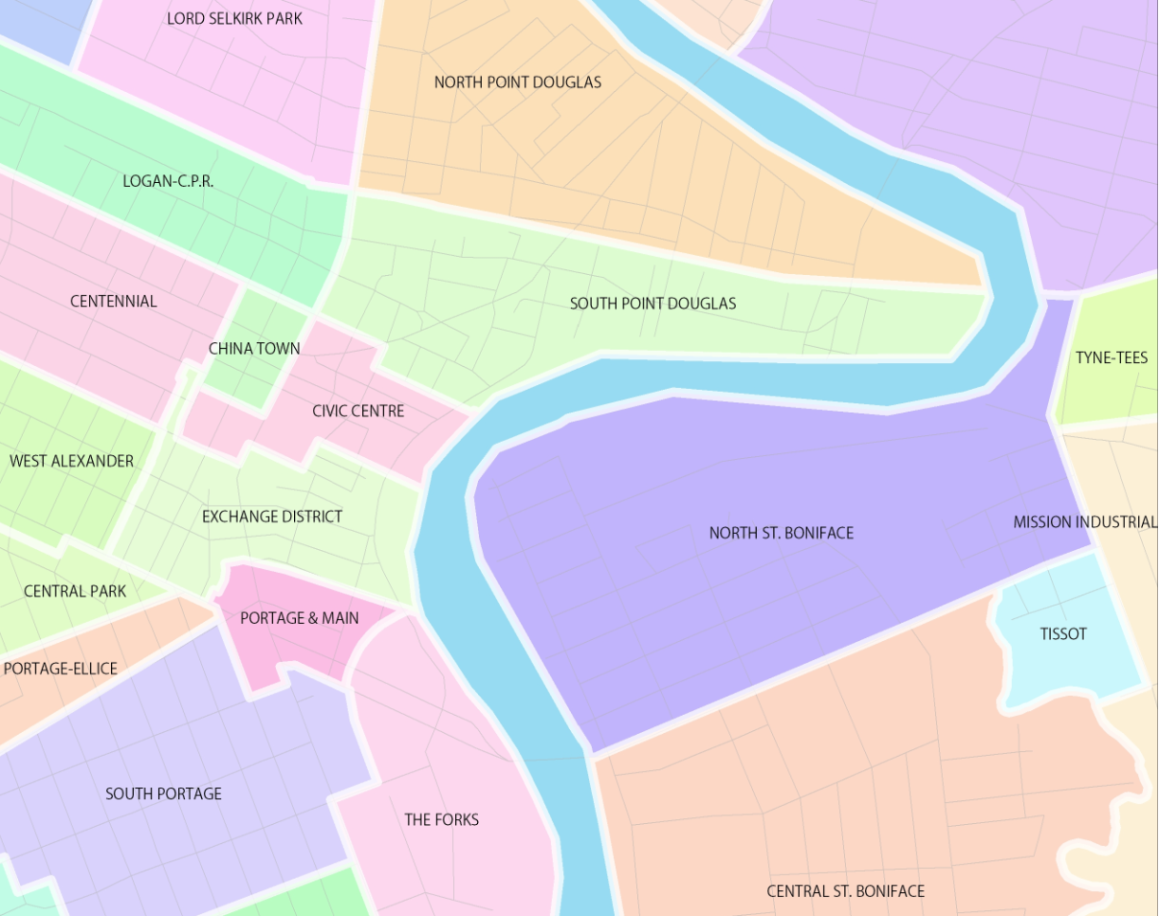 LORD SELKIRK PARK
NORTH POINT DOUGLAS
LOGAN-C.P.R.
CENTENNIAL
SOUTH POINT DOUGLAS
CHINA TOWN
TYNE-TEES
CIVIC CENTRE
WEST ALEXANDER
EXCHANGE DISTRICT
MISSION INDUSTRIAL
NORTH ST. BONIFACE
CENTRAL PARK
PORTAGE & MAIN
TISSOT
PORTAGE-ELLICE
SOUTH PORTAGE
THE FORKS
CENTRAL ST. BONIFACE